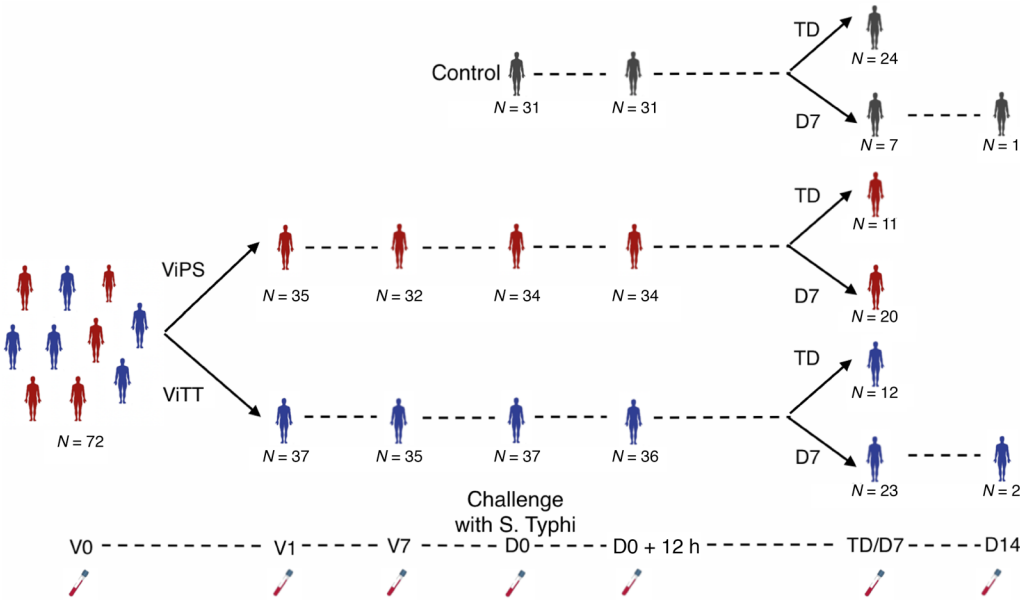 TD
N = 24
Control
N = 31
N = 31
D7
N = 7
N = 1
TD
N = 11
ViPS
N = 35
N = 32
N = 34
N = 34
D7
N = 20
TD
N = 12
ViTT
N = 72
N = 37
N = 35
N = 37
N = 36
D7
N = 23
N = 2
Challenge
with S. Typhi
V0
V1
V7
D0
D0 + 12 h
TD/D7
D14